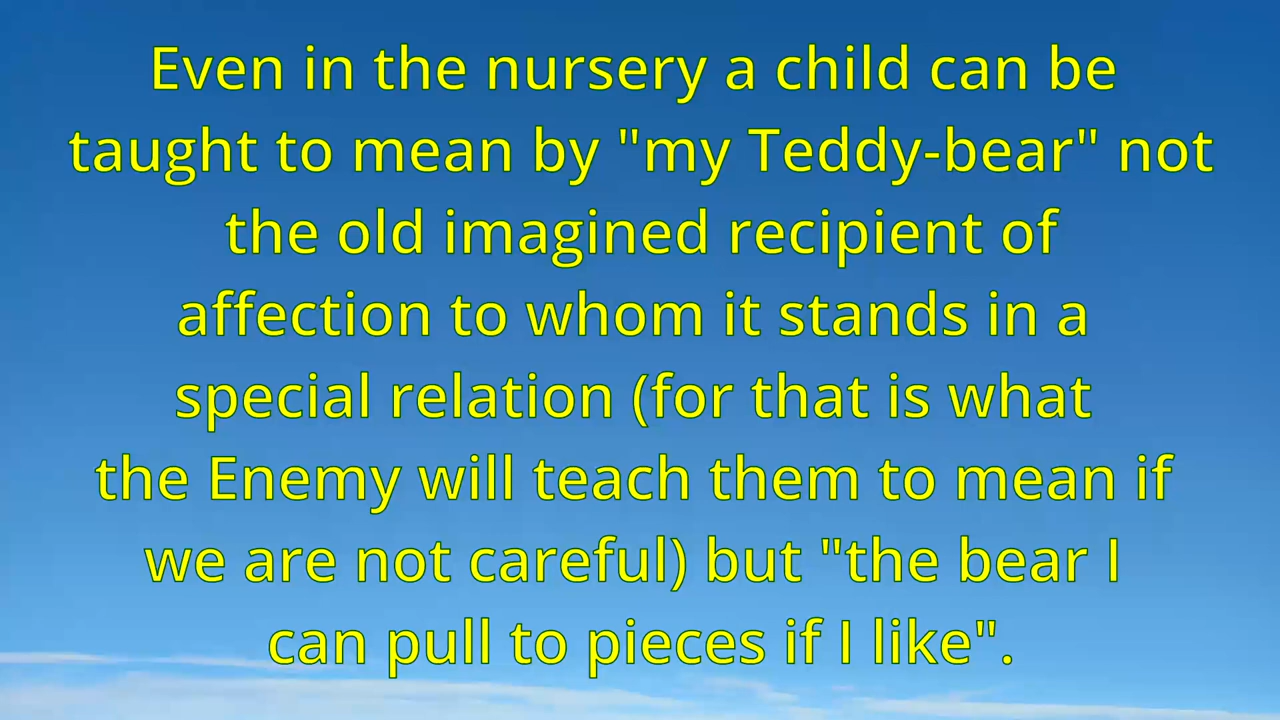 Even in the nursery a child can be
taught to mean by "my Teddy-bear" not
the old imagined recipient of
affection to whom it stands in a
special relation (for that is what
the Enemy will teach them to mean if
we are not careful) but "the bear I
can pull to pieces if I like".